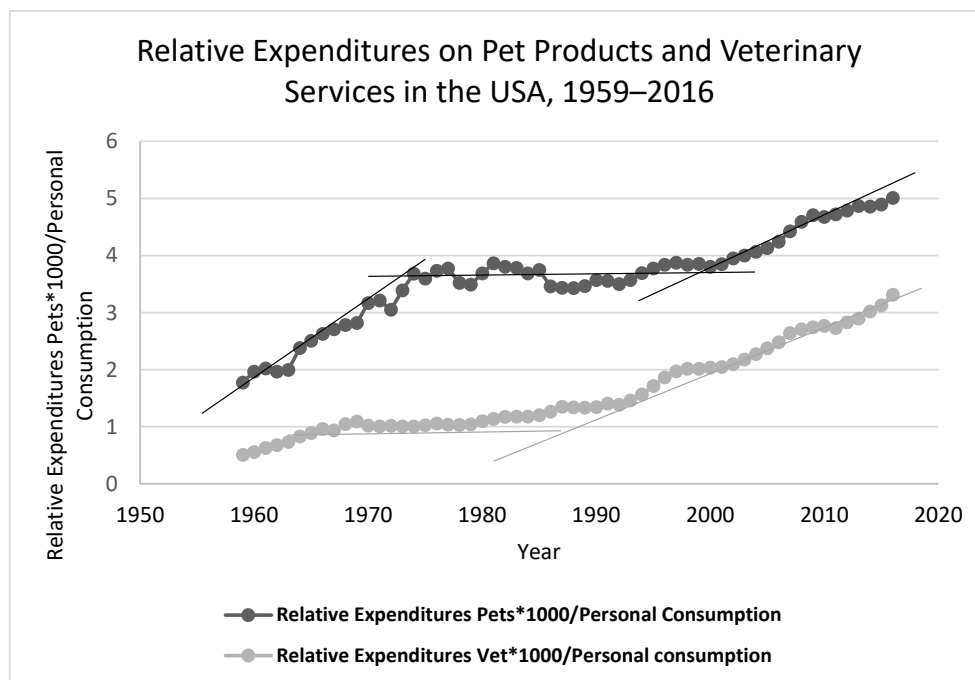 Relative Expenditures on Pet Products and Veterinary
Services in the USA, 1959–2016
Relative Expenditures Pets*1000/Personal
Consumption
6
5
4
3
2
1
0
1950 1960 1970 1980 1990 2000 2010 2020
Year
Relative Expenditures Pets*1000/Personal Consumption
Relative Expenditures Vet*1000/Personal consumption